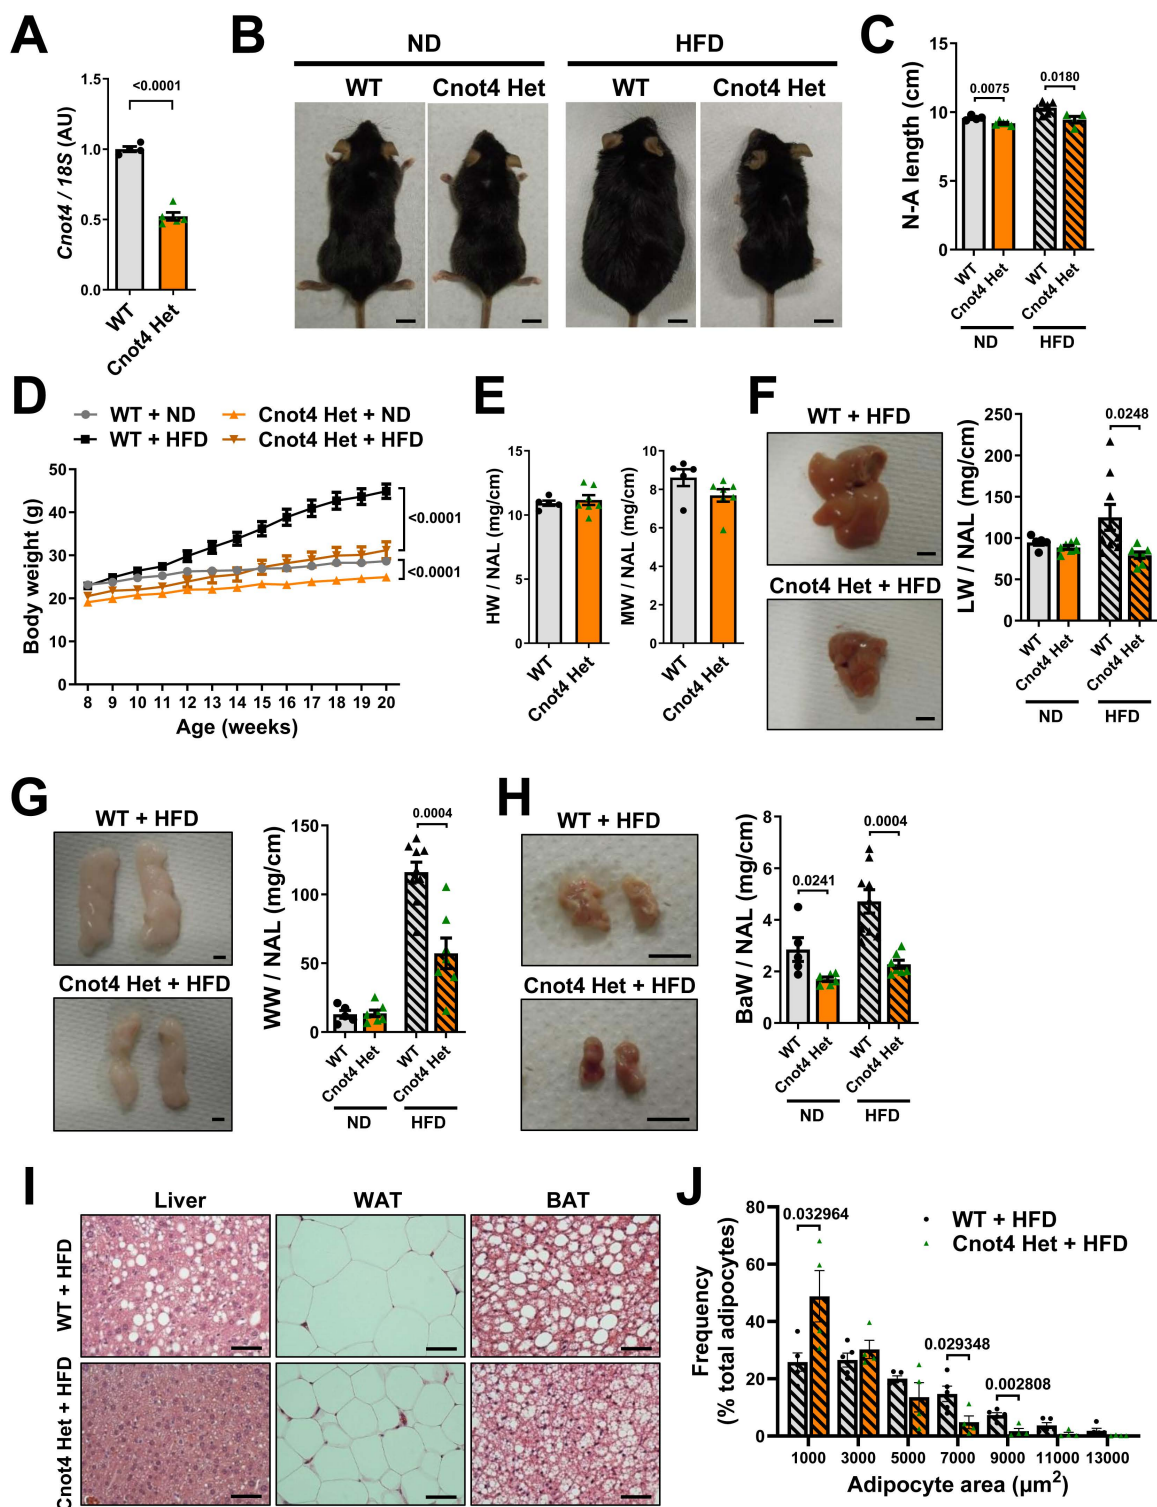 A
1.5
1.0
0.5
0.0
Cnot4 / 18S (AU)
<0.0001
WT
Cnot4 Het
B
ND
HFD
WT
Cnot4 Het
WT
Cnot4 Het
C
15
10
5
0
N-A length (cm)
0.0075
0.0180
WT
Cnot4 Het
WT
Cnot4 Het
ND
HFD
D
WT + ND
Cnot4 Het + ND
WT + HFD
Cnot4 Het + HFD
50
40
30
20
10
0
Body weight (g)
<0.0001
<0.0001
8 9 10 11 12 13 14 15 16 17 18 19 20
Age (weeks)
E
15
10
5
0
HW / NAL (mg/cm)
WT
Cnot4 Het
10
8
6
4
2
0
MW / NAL (mg/cm)
WT
Cnot4 Het
F
WT + HFD
Cnot4 Het + HFD
250
200
150
100
50
0
LW / NAL (mg/cm)
0.0248
WT
Cnot4 Het
WT
Cnot4 Het
ND
HFD
G
WT + HFD
Cnot4 Het + HFD
150
100
50
0
WW / NAL (mg/cm)
0.0004
WT
Cnot4 Het
WT
Cnot4 Het
ND
HFD
H
WT + HFD
Cnot4 Het + HFD
8
6
4
2
0
BaW / NAL (mg/cm)
0.0241
0.0004
WT
Cnot4 Het
WT
Cnot4 Het
ND
HFD
I
Liver
WAT
BAT
WT + HFD
Cnot4 Het + HFD
J
80
60
40
20
0
Frequency
(% total adipocytes)
WT + HFD
Cnot4 Het + HFD
0.032964
0.029348
0.002808
1000 3000 5000 7000 9000 11000 13000
Adipocyte area (µm²)